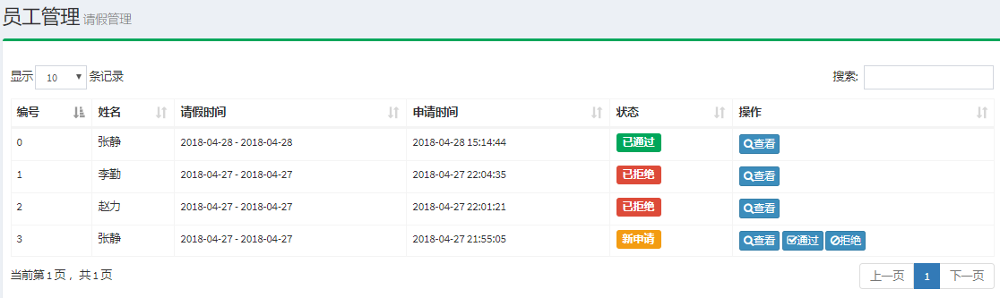 员工管理 请假管理
显示 10 条记录 搜索:
编号 姓名 请假时间 申请时间 状态 操作
0 张静 2018-04-28 - 2018-04-28 2018-04-28 15:14:44 已通过 查看
1 李勤 2018-04-27 - 2018-04-27 2018-04-27 22:04:35 已拒绝 查看
2 赵力 2018-04-27 - 2018-04-27 2018-04-27 22:01:21 已拒绝 查看
3 张静 2018-04-27 - 2018-04-27 2018-04-27 21:55:05 新申请 查看 通过 拒绝
当前第 1 页 ，共 1 页 上一页 1 下一页